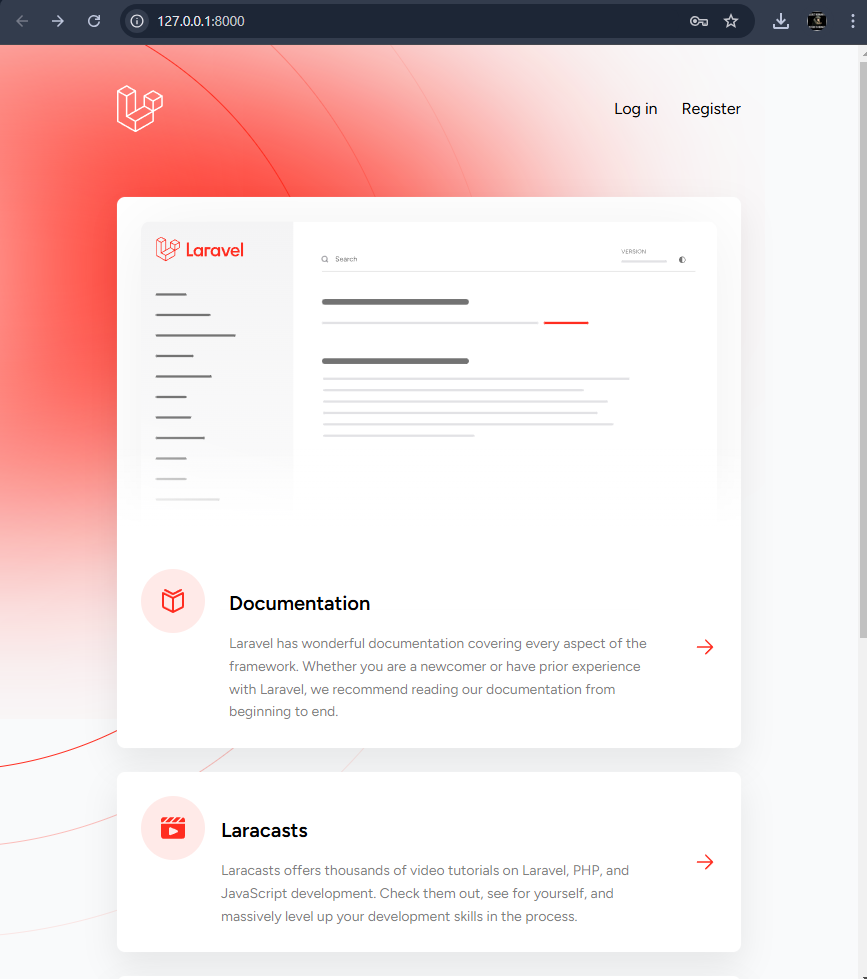 127.0.0.1:8000
Log in Register
Laravel
Search
VERSION
Documentation
Laravel has wonderful documentation covering every aspect of the
framework. Whether you are a newcomer or have prior experience
with Laravel, we recommend reading our documentation from
beginning to end.
Laracasts
Laracasts offers thousands of video tutorials on Laravel, PHP, and
JavaScript development. Check them out, see for yourself, and
massively level up your development skills in the process.